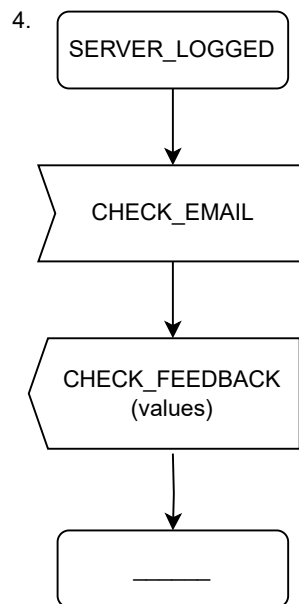 4.
SERVER_LOGGED
CHECK_EMAIL
CHECK_FEEDBACK
(values)
______